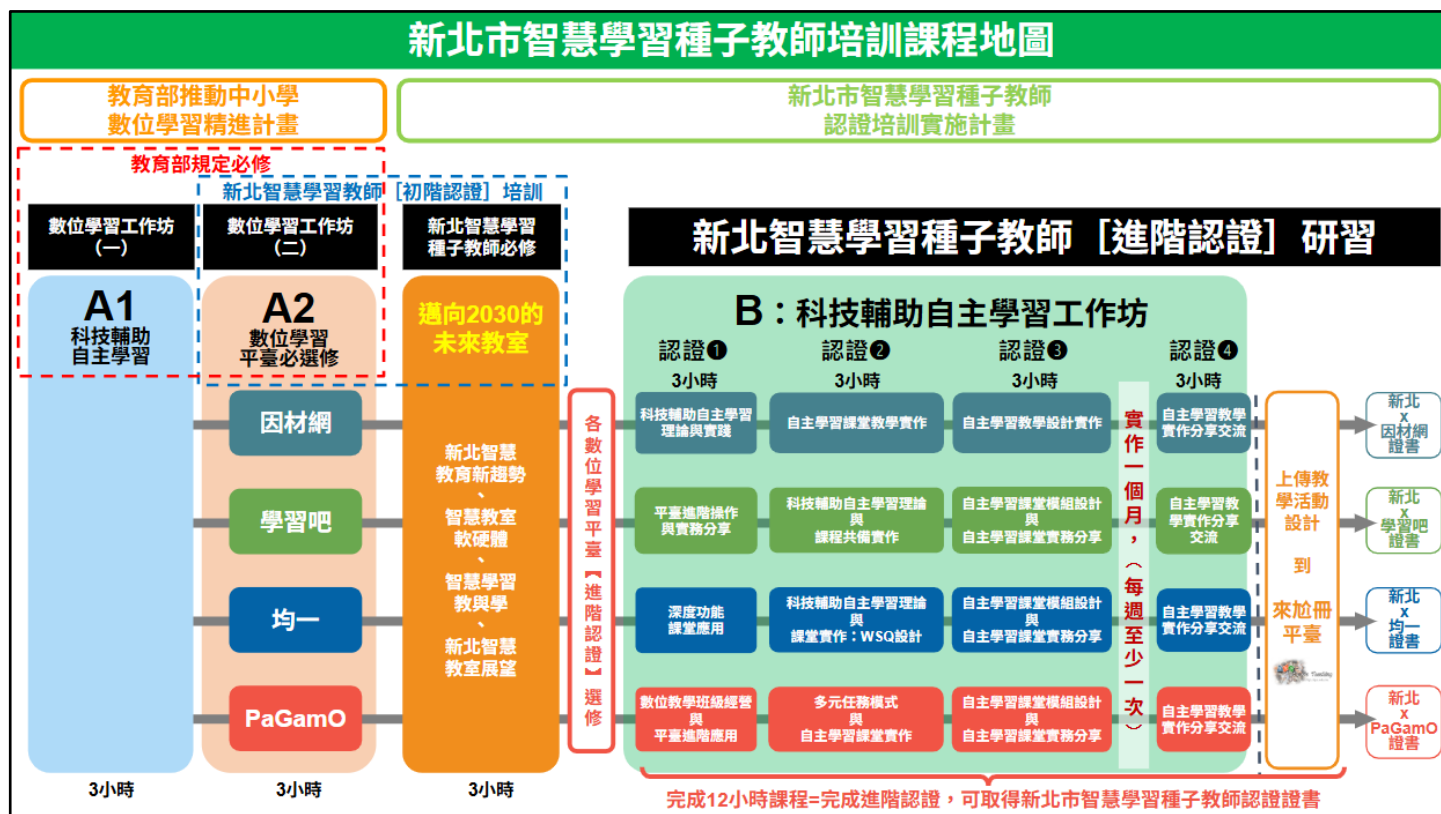 新北市智慧學習種子教師培訓課程地圖
教育部推動中小學
數位學習精進計畫
新北市智慧學習種子教師
認證培訓實施計畫
教育部規定必修
新北智慧學習教師［初階認證］培訓
數位學習工作坊
（一）
數位學習工作坊
（二）
新北智慧學習
種子教師必修
新北智慧學習種子教師［進階認證］研習
A1
科技輔助
自主學習
A2
數位學習
平臺必選修
邁向2030的
未來教室
B：科技輔助自主學習工作坊
認證❶
3小時
認證❷
3小時
認證❸
3小時
認證❹
3小時
因材網
學習吧
均一
PaGamO
新北智慧
教育新趨勢
、
智慧教室
軟硬體
、
智慧學習
教與學
、
新北智慧
教室展望
各數位學習平臺【進階認證】選修
科技輔助自主學習
理論與實踐
自主學習課堂教學實作
自主學習教學設計實作
自主學習教學
實作分享交流
平臺進階操作
與實務分享
科技輔助自主學習理論
與
課程共備實作
自主學習課堂模組設計
與
自主學習課堂實務分享
自主學習教
學實作分享
交流
深度功能
課堂應用
科技輔助自主學習理論
與
課堂實作：WSQ設計
自主學習課堂模組設計
與
自主學習課堂實務分享
自主學習教學
實作分享交流
數位教學班級經營
與
平臺進階應用
多元任務模式
與
自主學習課堂實作
自主學習課堂模組設計
與
自主學習課堂實務分享
自主學習教學
實作分享交流
實作一個月，（每週至少一次）
上傳教
學活動
設計
到
來尬冊
平臺
新北
x
因材網
證書
新北
x
學習吧
證書
新北
x
均一
證書
新北
x
PaGamO
證書
3小時
3小時
3小時
完成12小時課程=完成進階認證，可取得新北市智慧學習種子教師認證證書